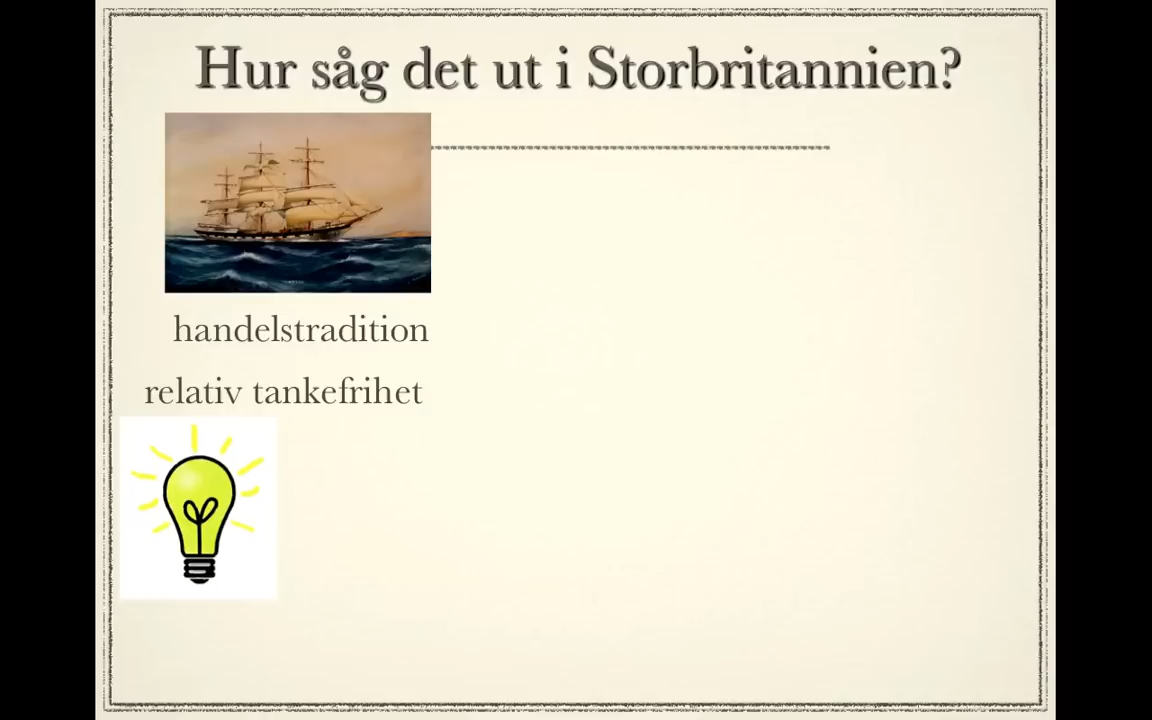 Hur såg det ut i Storbritannien?
handelstradition
relativ tankefrihet